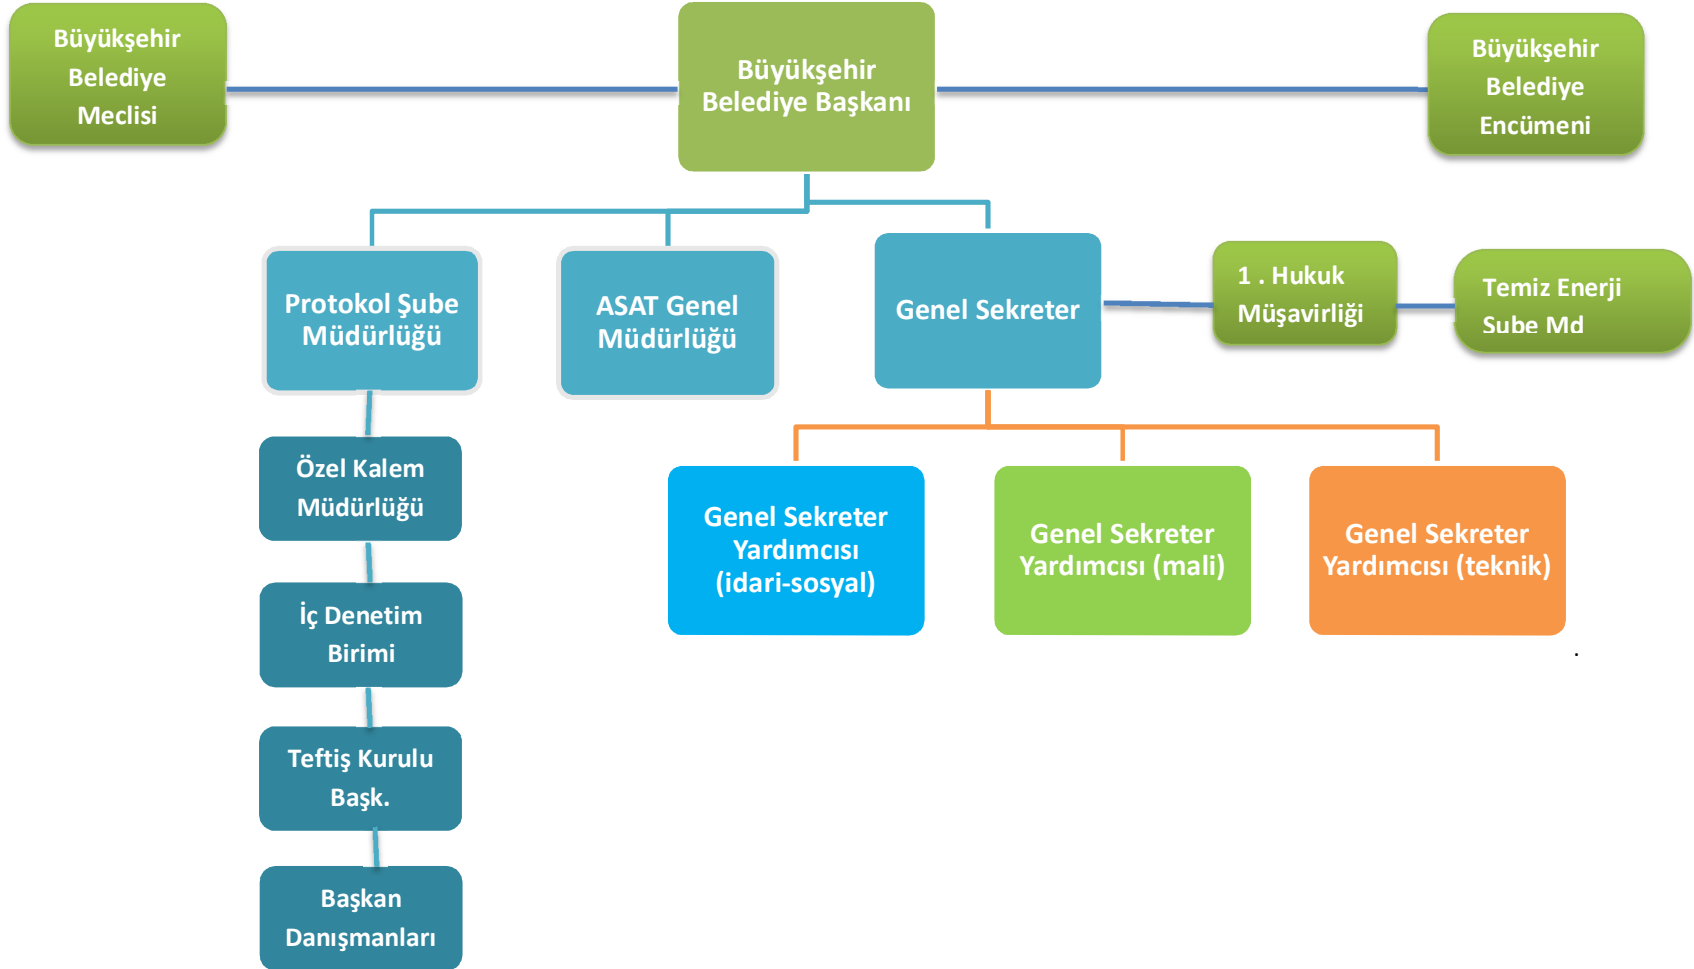 Büyükşehir
Belediye
Meclisi
Büyükşehir
Belediye Başkanı
Büyükşehir
Belediye
Encümeni
Protokol Şube
Müdürlüğü
ASAT Genel
Müdürlüğü
Genel Sekreter
1 . Hukuk
Müşavirliği
Temiz Enerji
Sube Md
Özel Kalem
Müdürlüğü
Genel Sekreter
Yardımcısı
(idari-sosyal)
Genel Sekreter
Yardımcısı (mali)
Genel Sekreter
Yardımcısı (teknik)
.
İç Denetim
Birimi
Teftiş Kurulu
Başk.
Başkan
Danışmanları